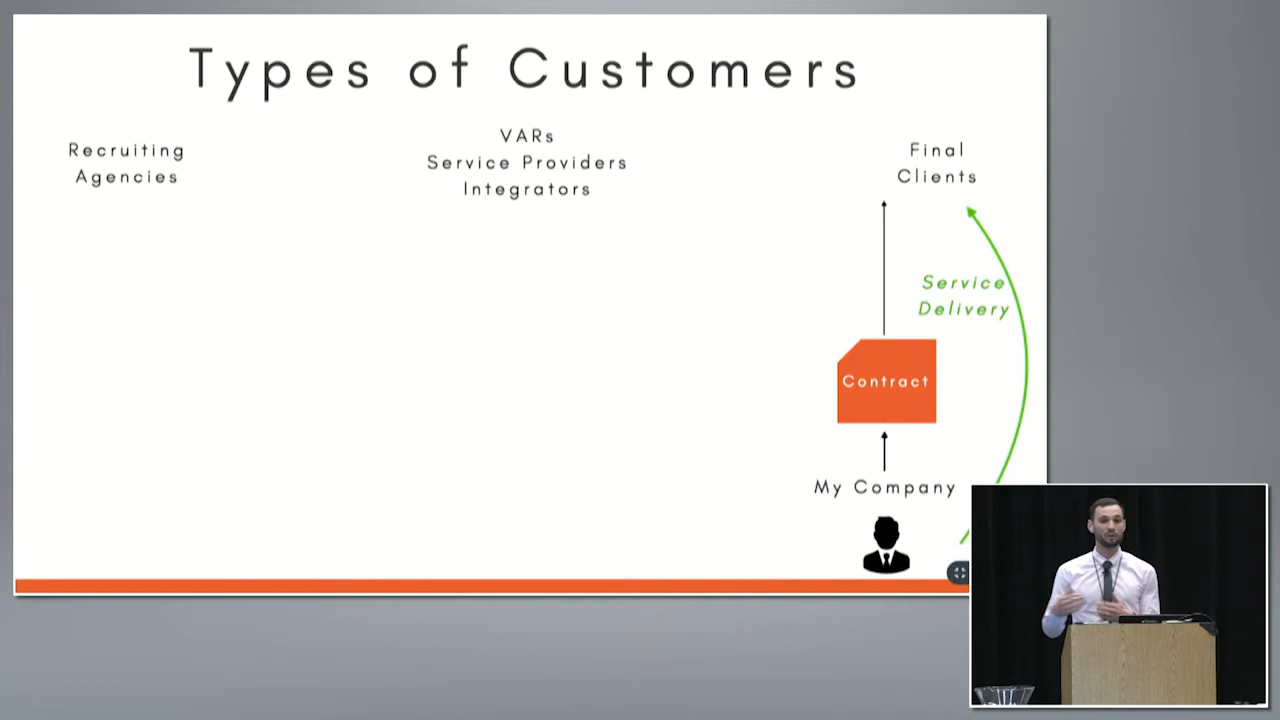 Types of Customers
Recruiting
Agencies
VARs
Service Providers
Integrators
Final
Clients
Service
Delivery
Contract
My Company